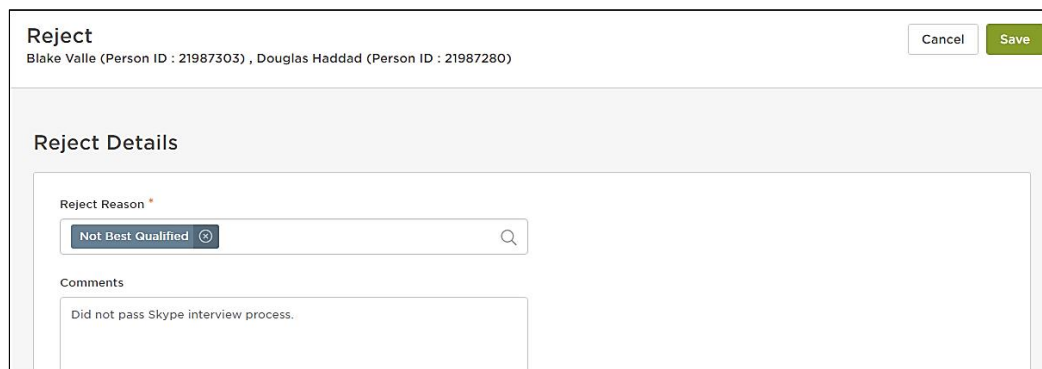 Reject
Cancel
Save
Blake Valle (Person ID : 21987303) , Douglas Haddad (Person ID : 21987280)
Reject Details
Reject Reason *
Not Best Qualified
Comments
Did not pass Skype interview process.